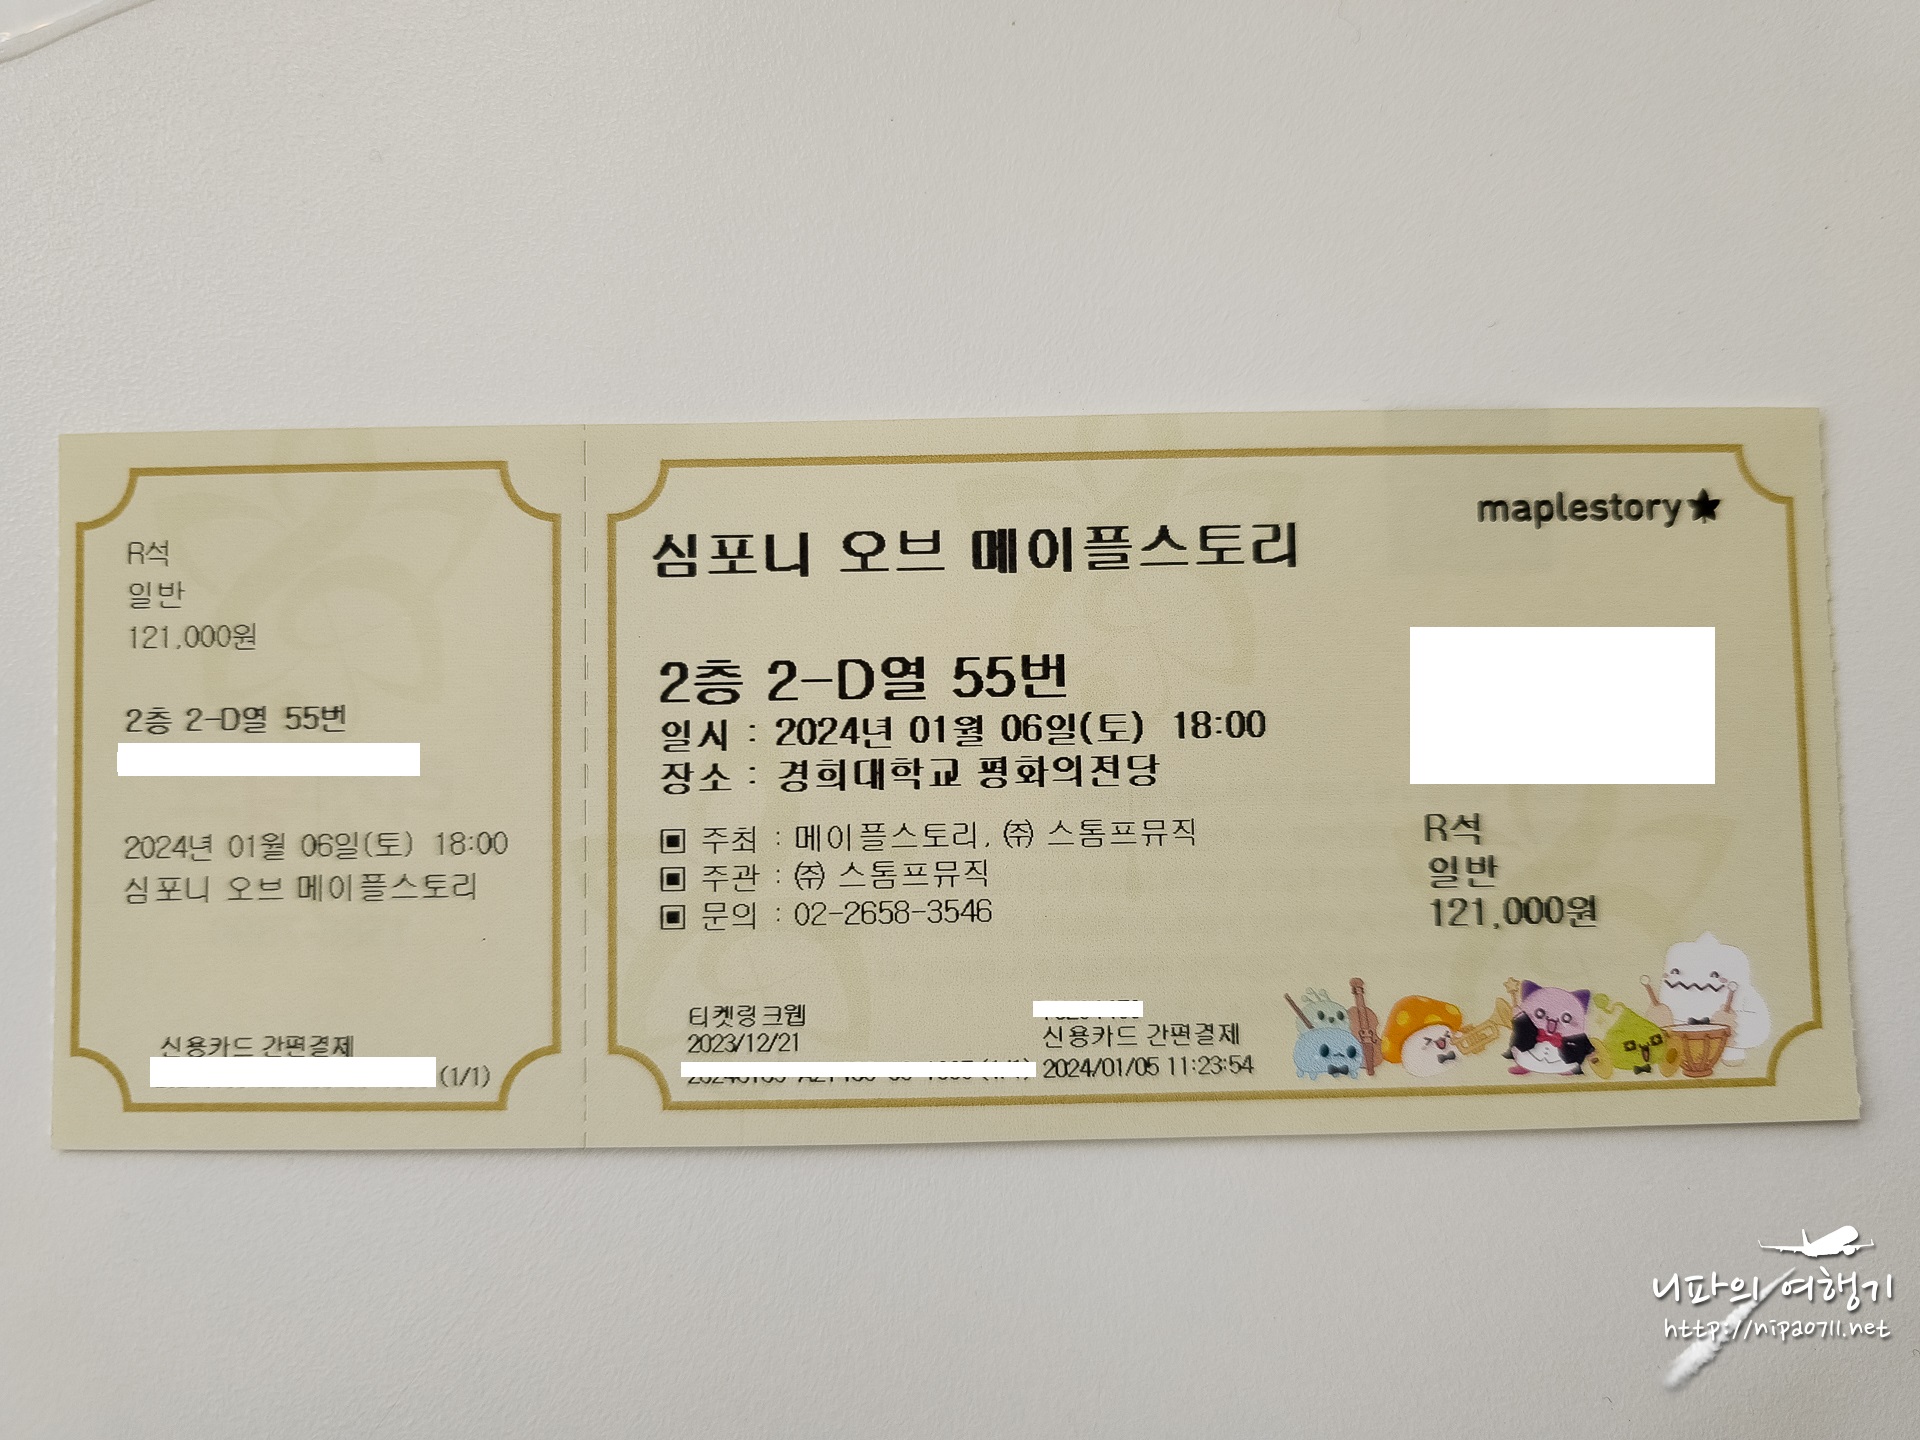 R석
일반
121,000원
2층 2-D열 55번
2024년 01월 06일(토) 18:00
심포니 오브 메이플스토리
신용카드 간편결제
(1/1)
maplestory
심포니 오브 메이플스토리
2층 2-D열 55번
일시 : 2024년 01월 06일(토) 18:00
장소 : 경희대학교 평화의전당
▣ 주최 : 메이플스토리, ㈜ 스톰프뮤직
▣ 주관 : ㈜ 스톰프뮤직
▣ 문의 : 02-2658-3546
R석
일반
121,000원
티켓링크웹
2023/12/21
신용카드 간편결제
2024/01/05 11:23:54
니파의 여행기
http://nipa0711.net